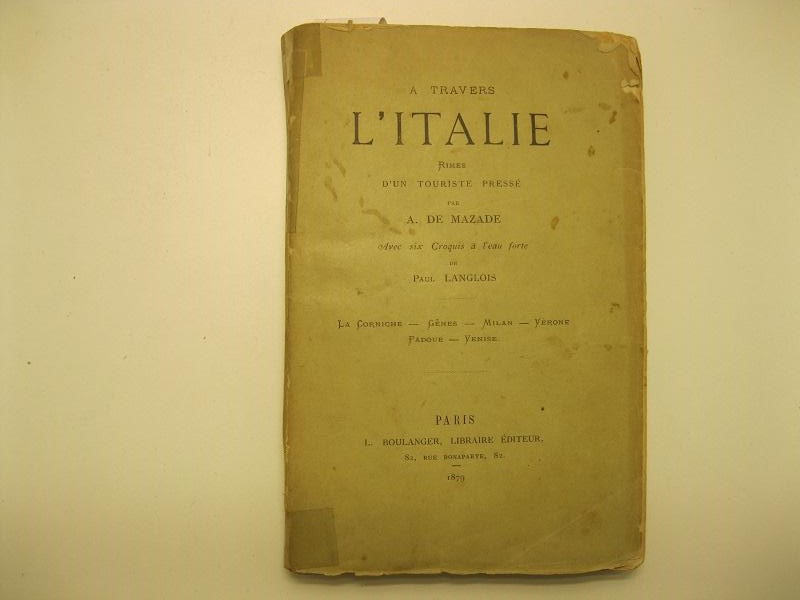 A TRAVERS
L'ITALIE
RIMES
D'UN TOURISTE PRESSÉ
PAR
A. DE MAZADE
Avec six Croquis à l'eau forte
DE
PAUL LANGLOIS
LA CORNICHE — GÊNES — MILAN — VÉRONE
PADOUE — VENISE.
PARIS
L. BOULANGER, LIBRAIRE ÉDITEUR,
82, RUE BONAPARTE, 82.
1879